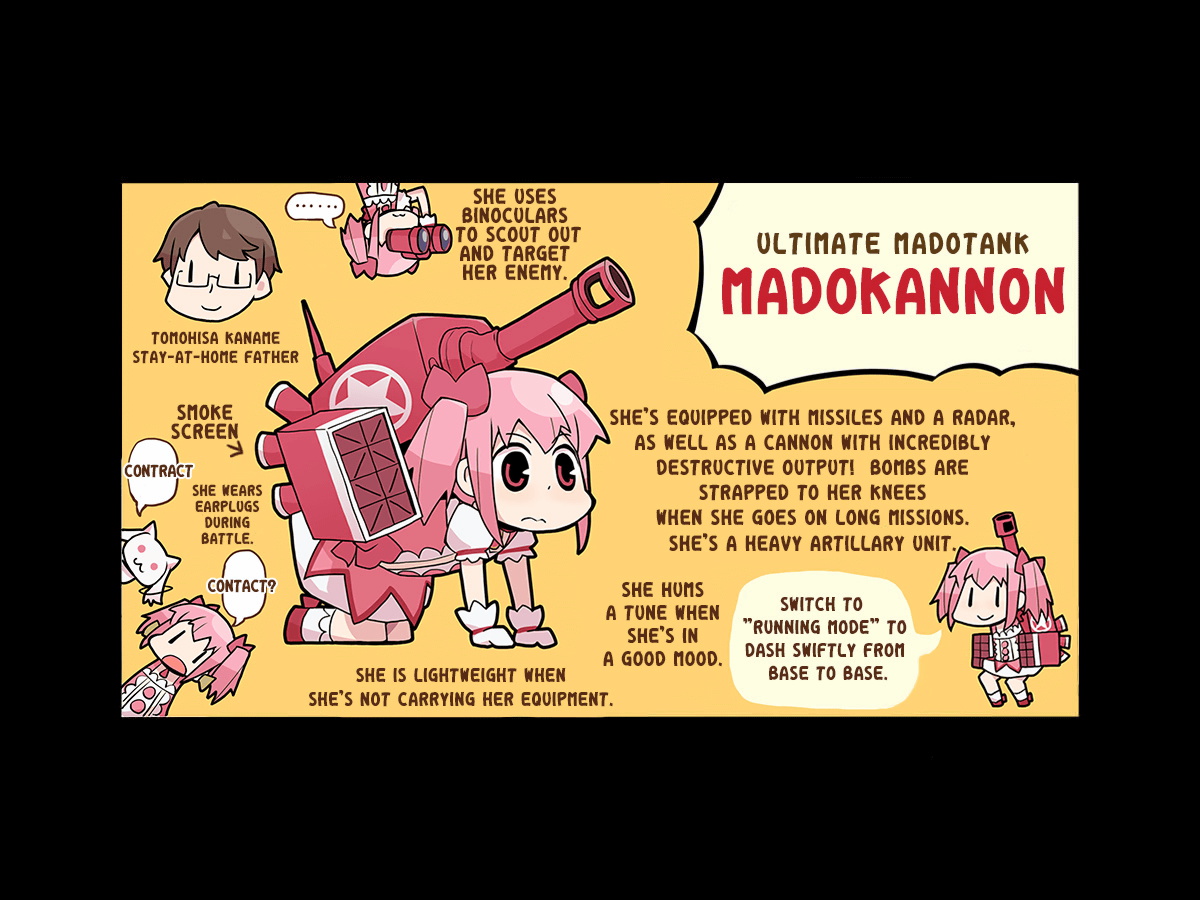 ULTIMATE MADOTANK
MADOKANNON
.....
SHE USES
BINOCULARS
TO SCOUT OUT
AND TARGET
HER ENEMY.
TOMOHISA KANAME
STAY-AT-HOME FATHER
SMOKE
SCREEN
CONTRACT
SHE WEARS
EARPLUGS
DURING
BATTLE.
CONTACT?
SHE'S EQUIPPED WITH MISSILES AND A RADAR,
AS WELL AS A CANNON WITH INCREDIBLY
DESTRUCTIVE OUTPUT! BOMBS ARE
STRAPPED TO HER KNEES
WHEN SHE GOES ON LONG MISSIONS.
SHE'S A HEAVY ARTILLARY UNIT.
SHE HUMS
A TUNE WHEN
SHE'S IN
A GOOD MOOD.
SWITCH TO
"RUNNING MODE" TO
DASH SWIFTLY FROM
BASE TO BASE.
SHE IS LIGHTWEIGHT WHEN
SHE'S NOT CARRYING HER EQUIPMENT.